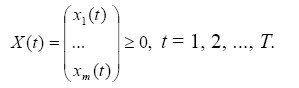 x₁(t)
X(t) = ( ... ) ≥ 0, t = 1, 2, ..., T.
xₘ(t)